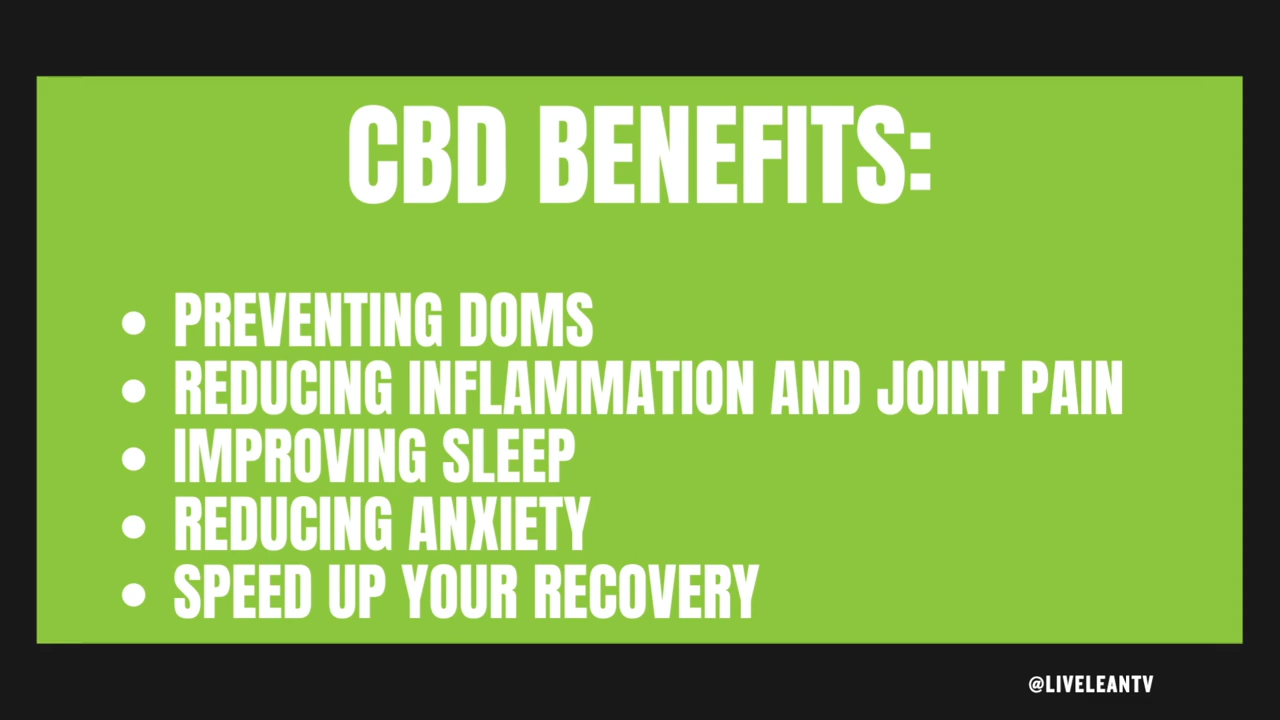 CBD BENEFITS:
• PREVENTING DOMS
• REDUCING INFLAMMATION AND JOINT PAIN
• IMPROVING SLEEP
• REDUCING ANXIETY
• SPEED UP YOUR RECOVERY
@LIVELEANTV